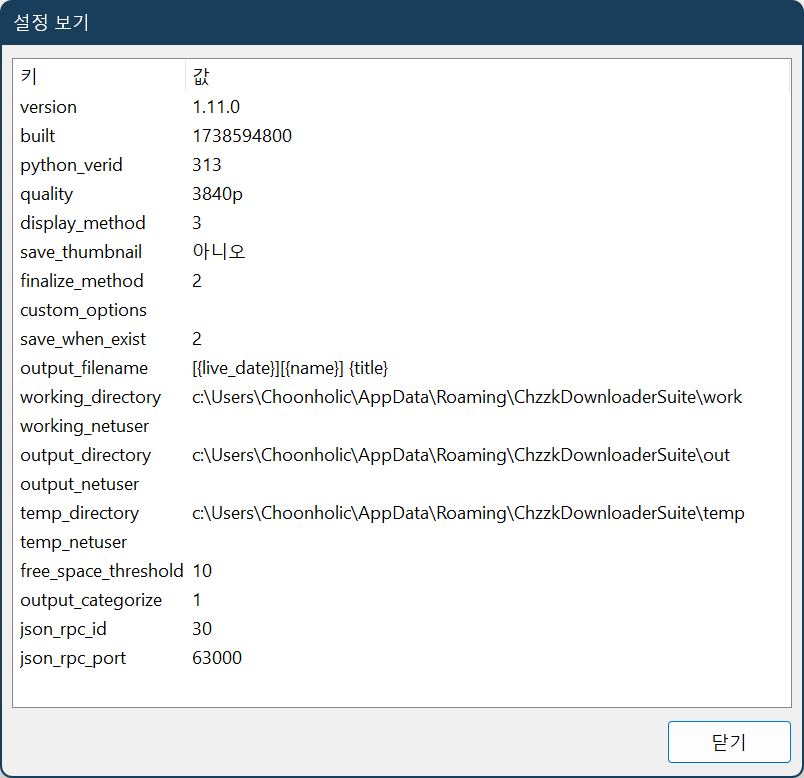 설정 보기
키 값
version 1.11.0
built 1738594800
python_verid 313
quality 3840p
display_method 3
save_thumbnail 아니오
finalize_method 2
custom_options
save_when_exist 2
output_filename [{live_date}][{name}] {title}
working_directory c:\Users\Choonholic\AppData\Roaming\ChzzkDownloaderSuite\work
working_netuser
output_directory c:\Users\Choonholic\AppData\Roaming\ChzzkDownloaderSuite\out
output_netuser
temp_directory c:\Users\Choonholic\AppData\Roaming\ChzzkDownloaderSuite\temp
temp_netuser
free_space_threshold 10
output_categorize 1
json_rpc_id 30
json_rpc_port 63000
닫기